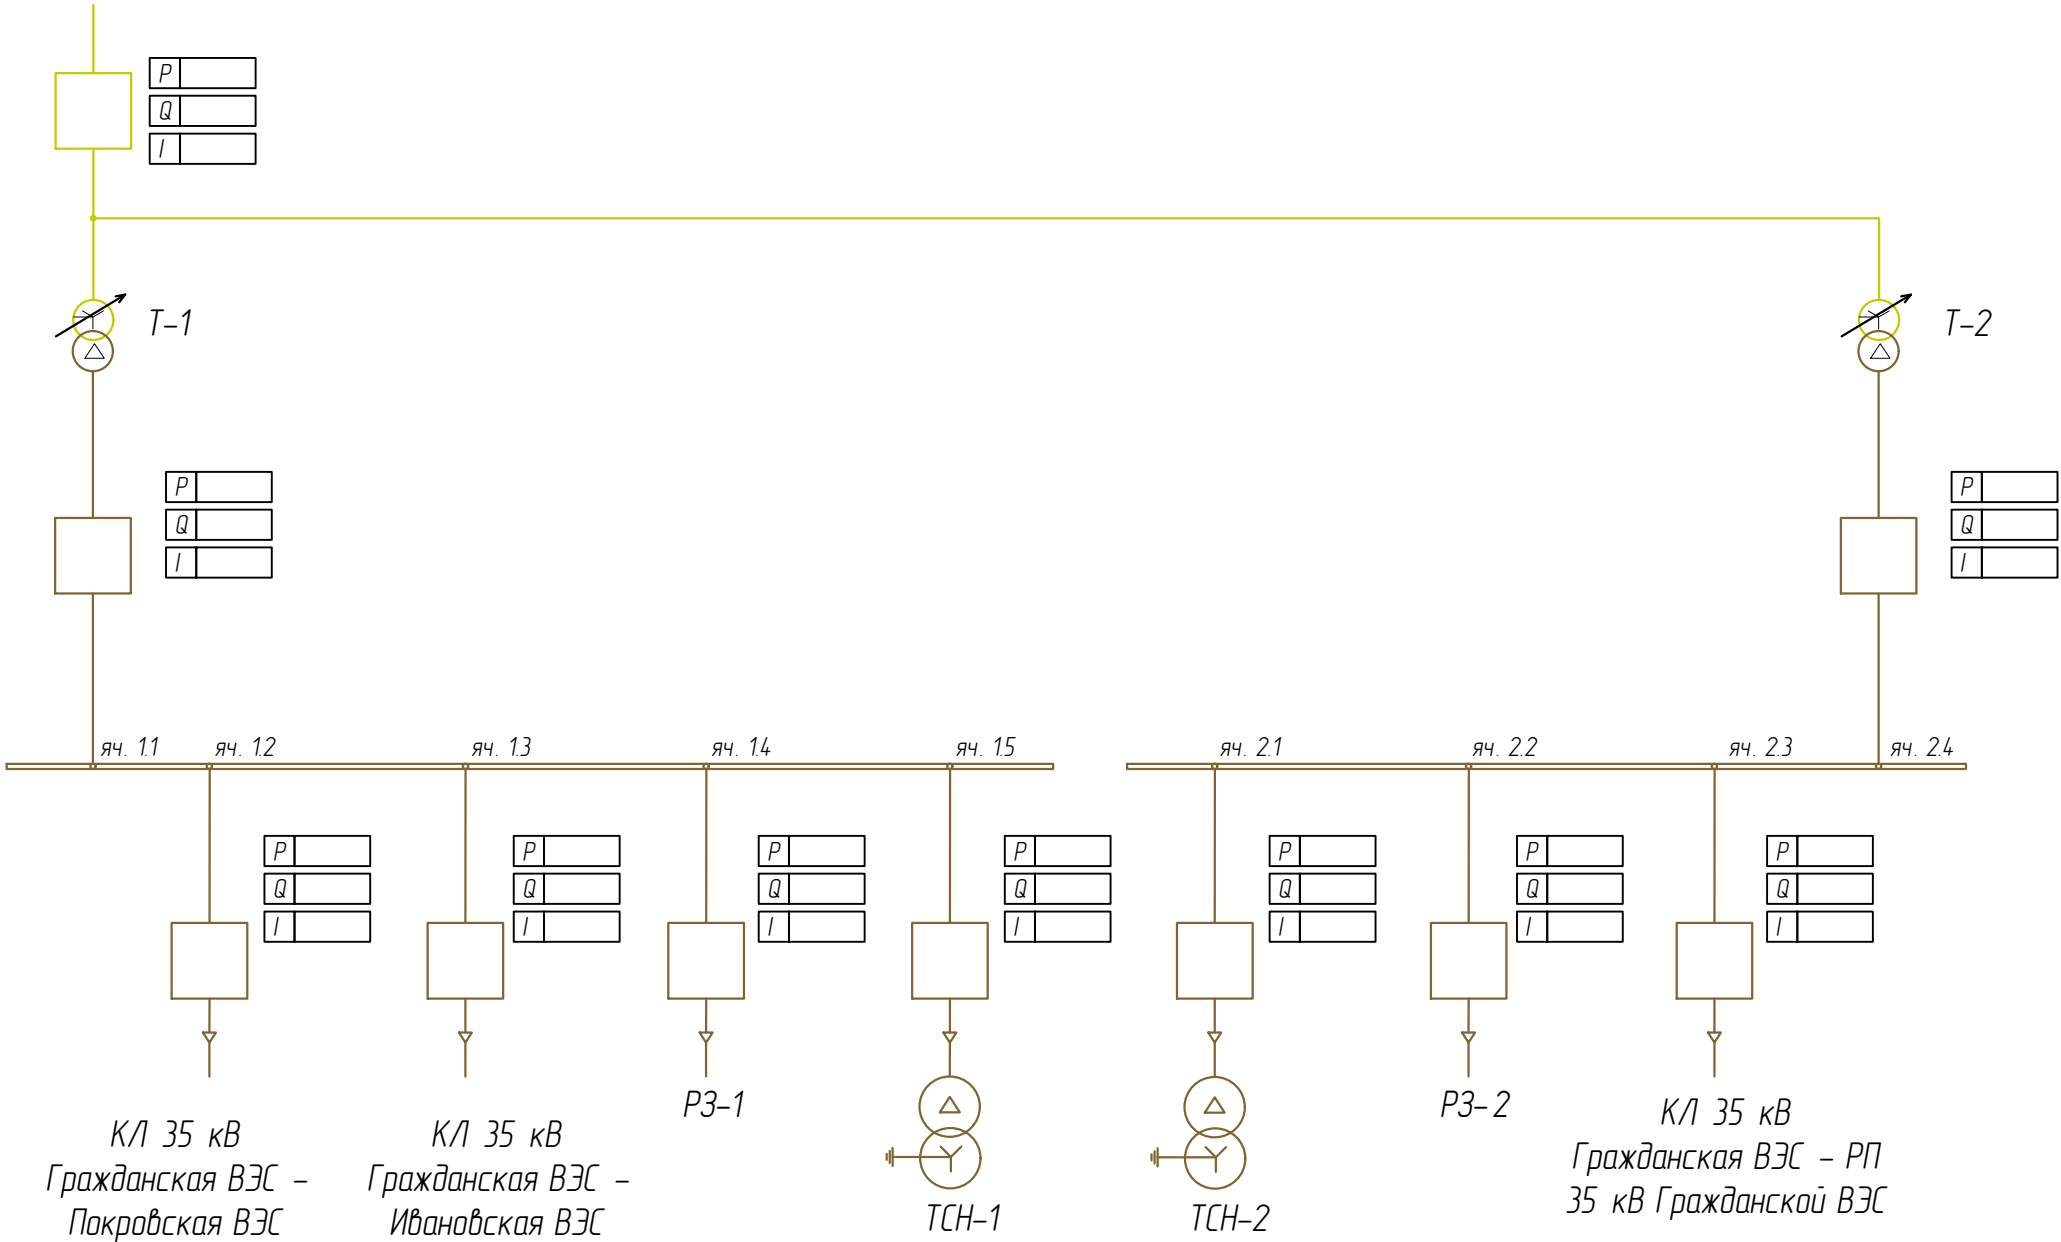 P
Q
I
Т-1
Т-2
P
Q
I
P
Q
I
яч. 1.1
яч. 1.2
яч. 1.3
яч. 1.4
яч. 1.5
яч. 2.1
яч. 2.2
яч. 2.3
яч. 2.4
P
Q
I
P
Q
I
P
Q
I
P
Q
I
P
Q
I
P
Q
I
P
Q
I
КЛ 35 кВ
Гражданская ВЭС -
Покровская ВЭС
КЛ 35 кВ
Гражданская ВЭС -
Ивановская ВЭС
РЗ-1
ТСН-1
ТСН-2
РЗ-2
КЛ 35 кВ
Гражданская ВЭС - РП
35 кВ Гражданской ВЭС